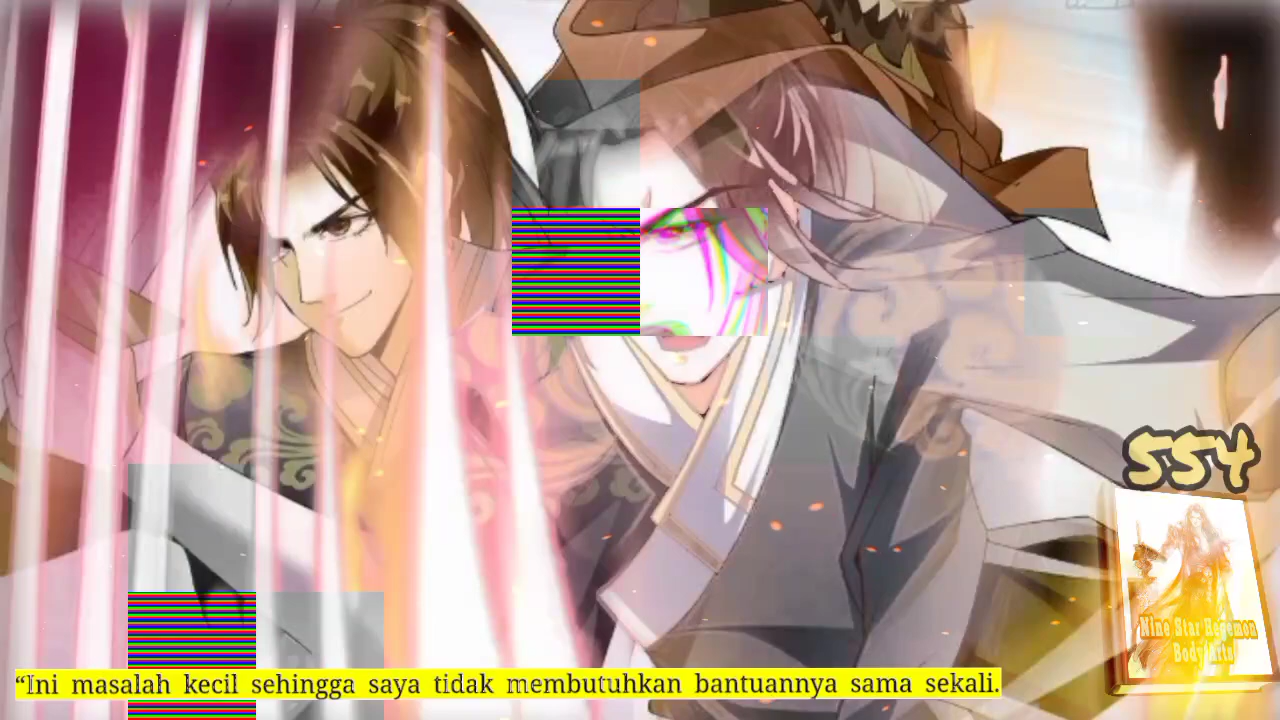 554
Nine Star Hegemon
Body Arts
“Ini masalah kecil sehingga saya tidak membutuhkan bantuannya sama sekali.